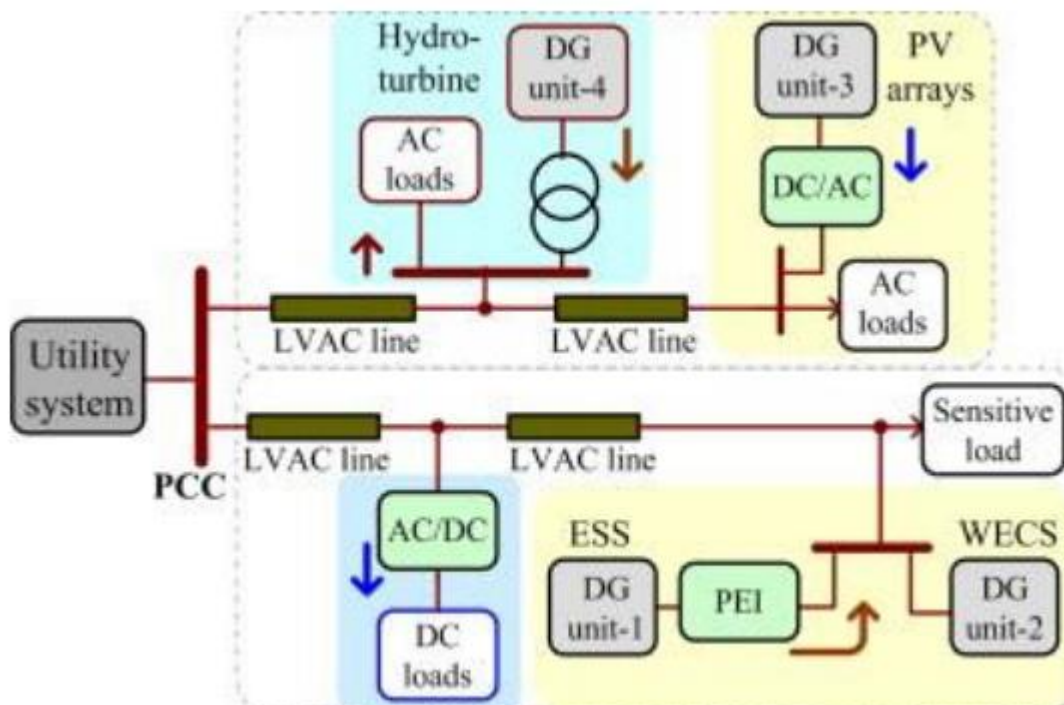 Hydro-
turbine
DG
unit-4
DG
unit-3
PV
arrays
AC
loads
DC/AC
AC
loads
LVAC line
LVAC line
Utility
system
PCC
LVAC line
LVAC line
Sensitive
load
AC/DC
DC
loads
ESS
DG
unit-1
PEI
WECS
DG
unit-2